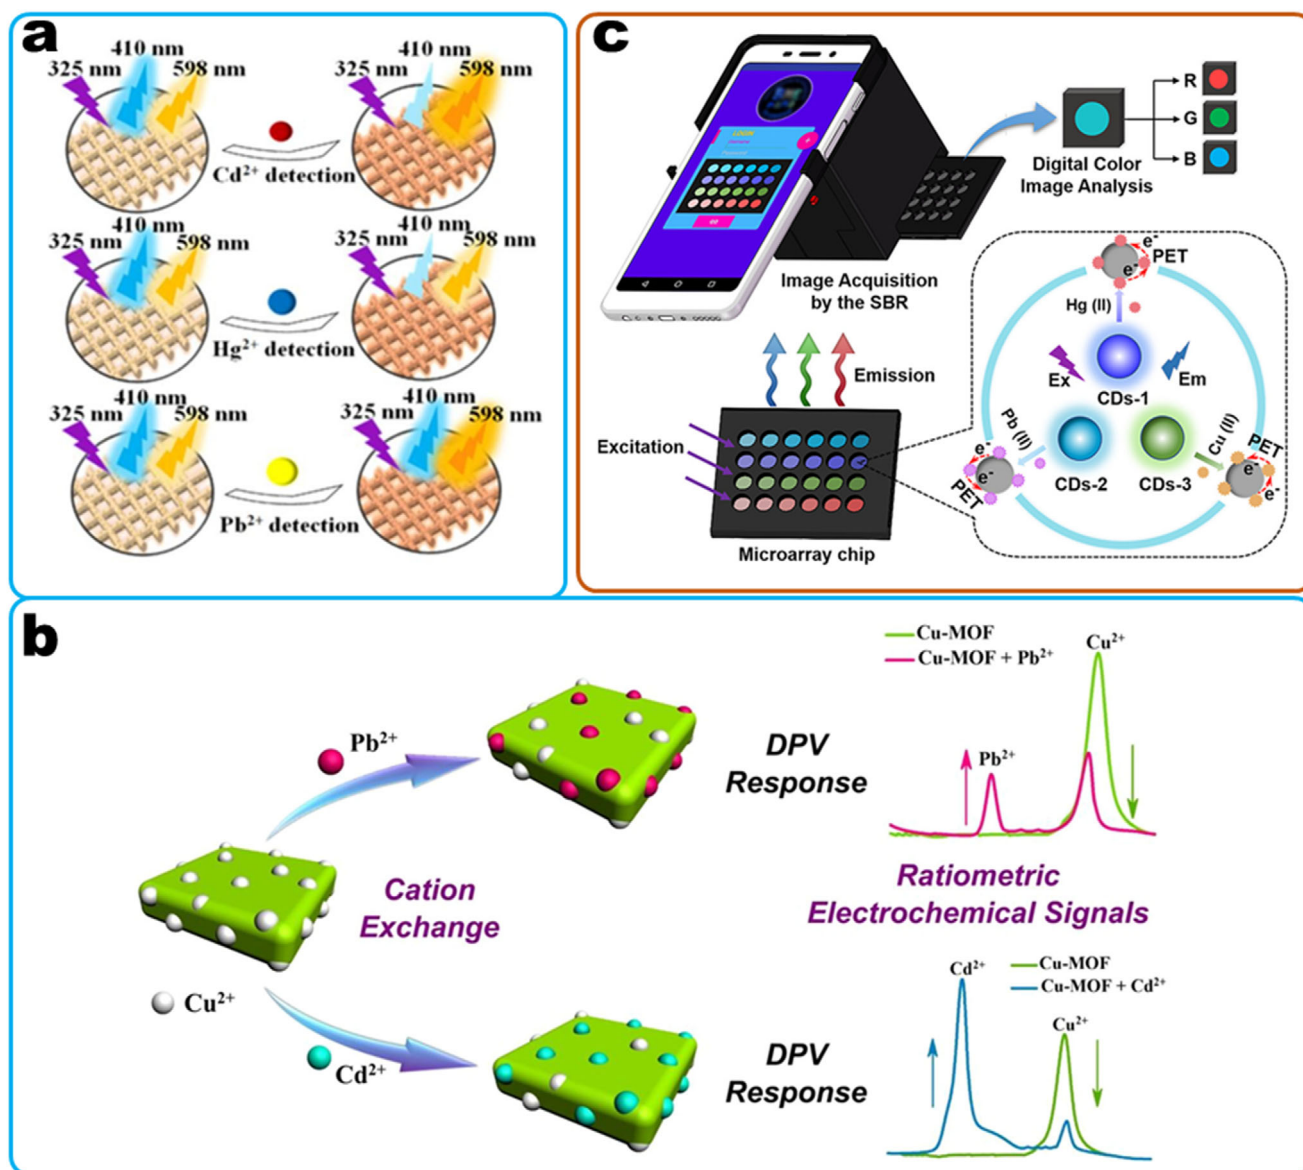 a
410 nm
325 nm
598 nm
410 nm
325 nm
598 nm
Cd²⁺ detection
410 nm
325 nm
598 nm
410 nm
325 nm
598 nm
Hg²⁺ detection
410 nm
325 nm
598 nm
410 nm
325 nm
598 nm
Pb²⁺ detection
c
LOGIN
R
G
B
Digital Color
Image Analysis
Image Acquisition
by the SBR
Emission
Excitation
Microarray chip
e⁻
PET
e⁻
Hg (II)
Ex
Em
CDs-1
Pb (II)
Cu (II)
e⁻
e⁻
PET
CDs-2
CDs-3
PET
e⁻
e⁻
b
Pb²⁺
Cu²⁺
Cd²⁺
Cation
Exchange
DPV
Response
Cu-MOF
Cu-MOF + Pb²⁺
Cu²⁺
Pb²⁺
Ratiometric
Electrochemical Signals
DPV
Response
Cd²⁺
Cu-MOF
Cu-MOF + Cd²⁺
Cu²⁺